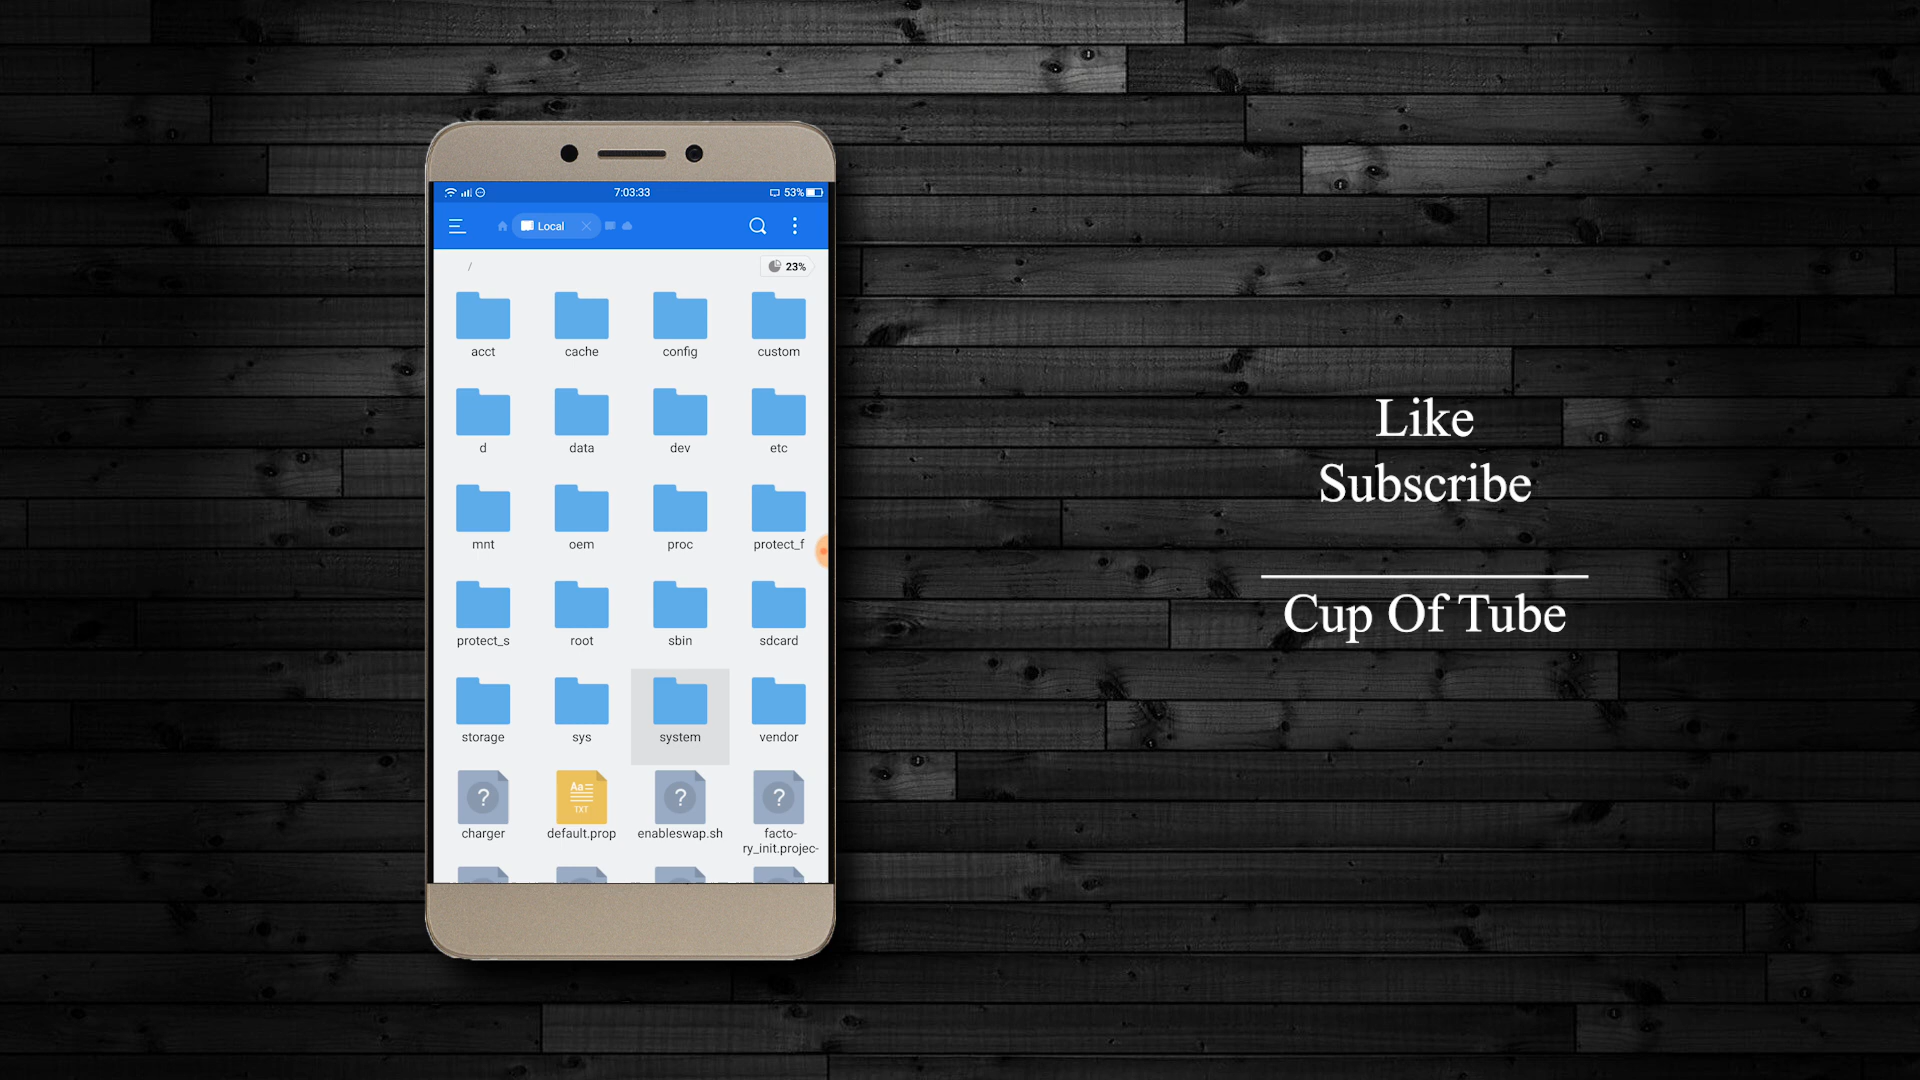 7:03:33
53%
Local
/
23%
acct
cache
config
custom
d
data
dev
etc
mnt
oem
proc
protect_f
protect_s
root
sbin
sdcard
storage
sys
system
vendor
?
Aa
TXT
?
?
charger
default.prop
enableswap.sh
facto-
ry_init.projec-
Like
Subscribe
Cup Of Tube